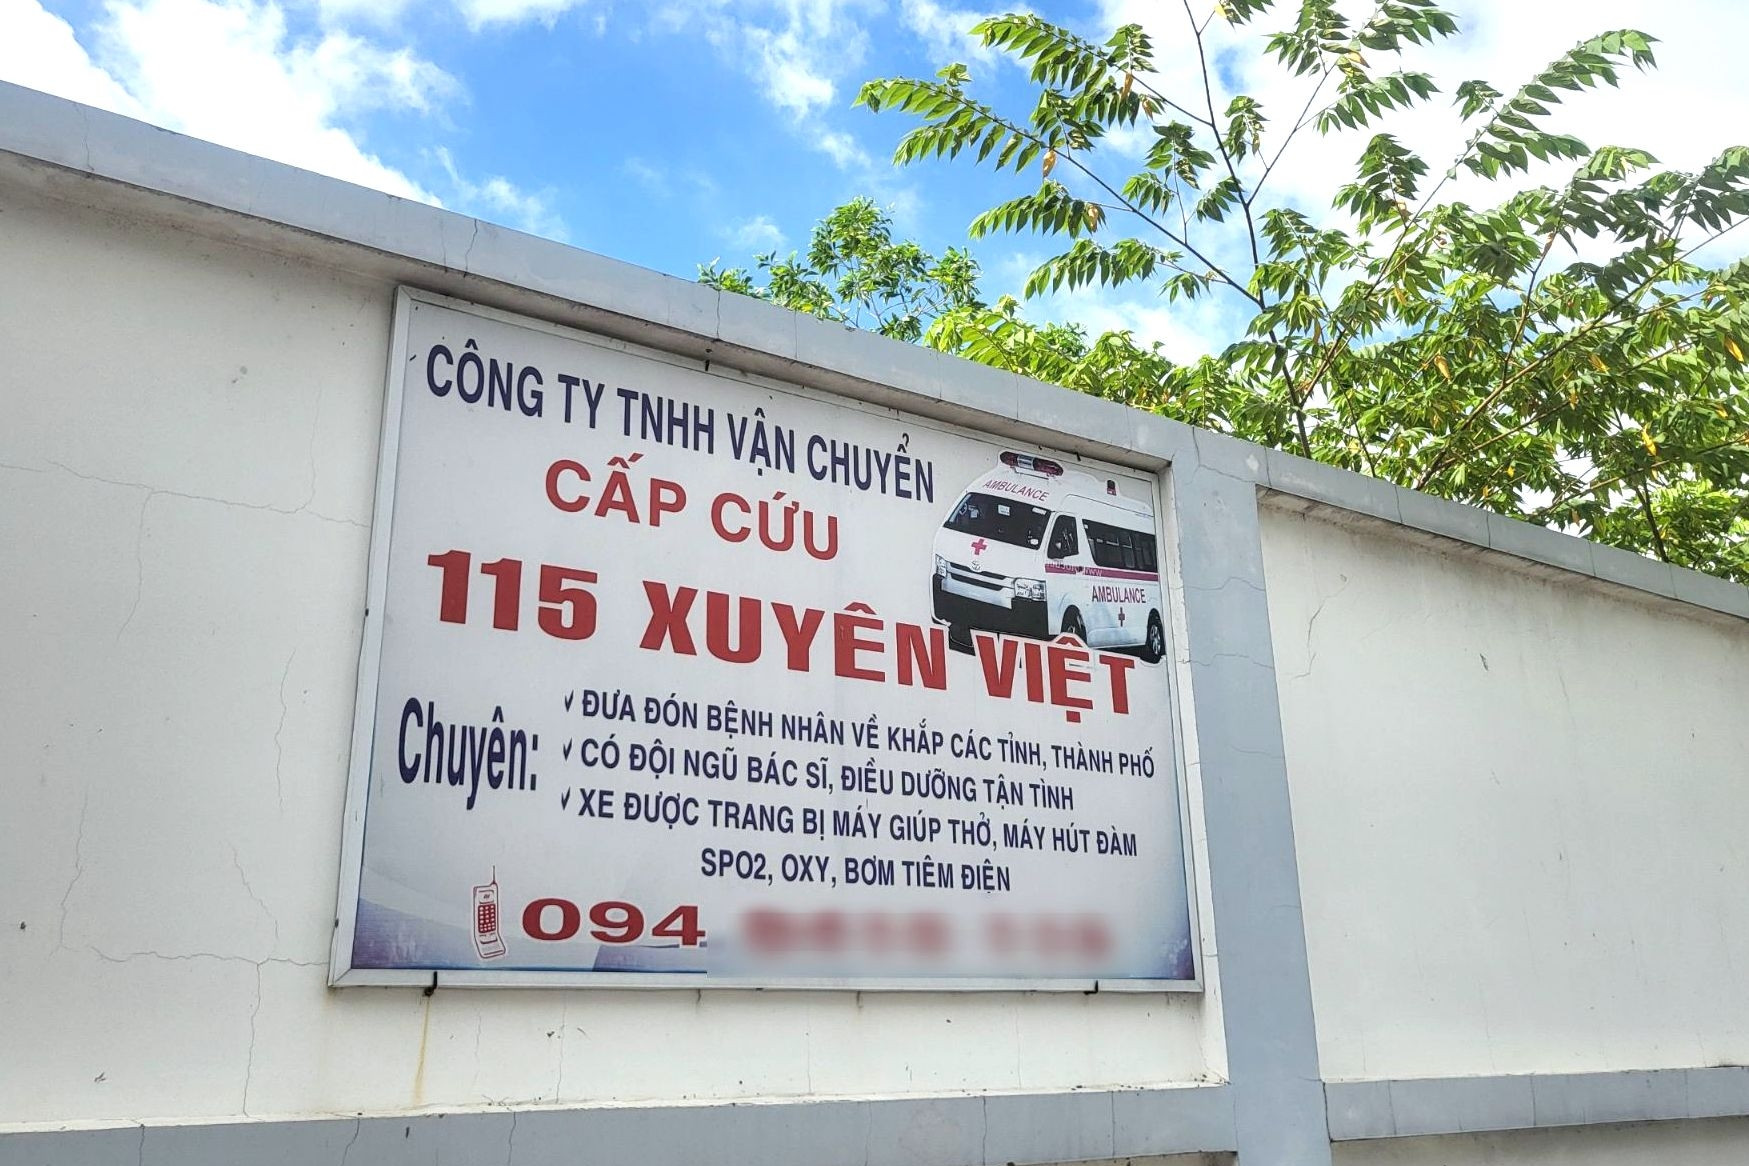 CÔNG TY TNHH VẬN CHUYỂN
CẤP CỨU
115 XUYÊN VIỆT
AMBULANCE
AMBULANCE
Chuyên:
ĐƯA ĐÓN BỆNH NHÂN VỀ KHẮP CÁC TỈNH, THÀNH PHỐ
CÓ ĐỘI NGŨ BÁC SĨ, ĐIỀU DƯỠNG TẬN TÌNH
XE ĐƯỢC TRANG BỊ MÁY GIÚP THỞ, MÁY HÚT ĐÀM
SPO2, OXY, BƠM TIÊM ĐIỆN
094